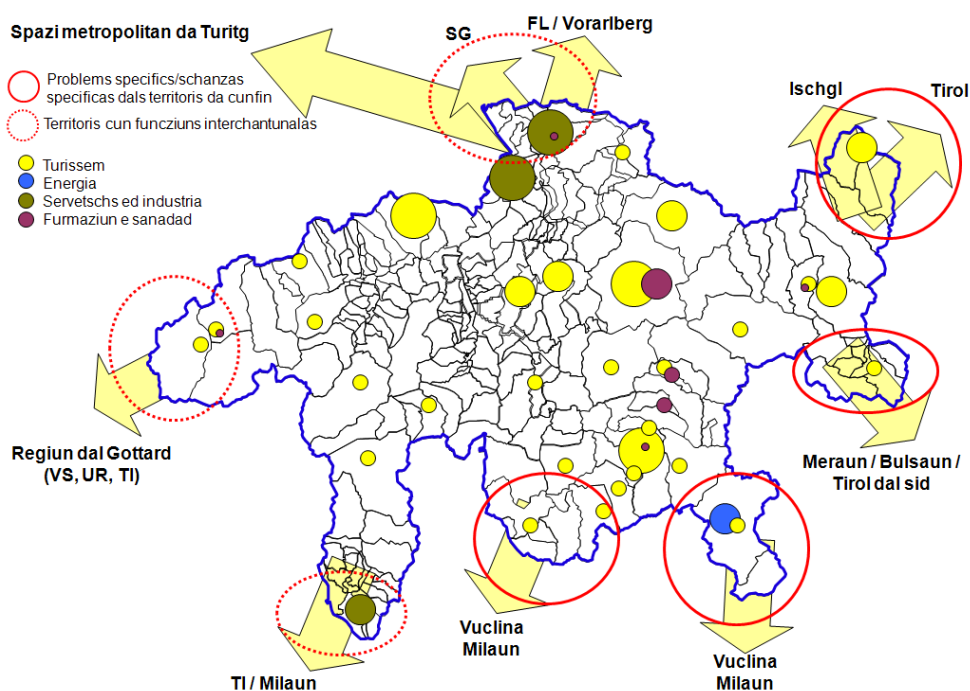 Spazi metropolitan da Turitg
Problems specifics/schanzas
specificas dals territoris da cunfin
Territoris cun funcziuns interchantunalas
Turissem
Energia
Servetschs ed industria
Furmaziun e sanadad
SG
FL / Vorarlberg
Ischgl
Tirol
Regiun dal Gottard
(VS, UR, TI)
Meraun / Bulsaun /
Tirol dal sid
TI / Milaun
Vuclina
Milaun
Vuclina
Milaun